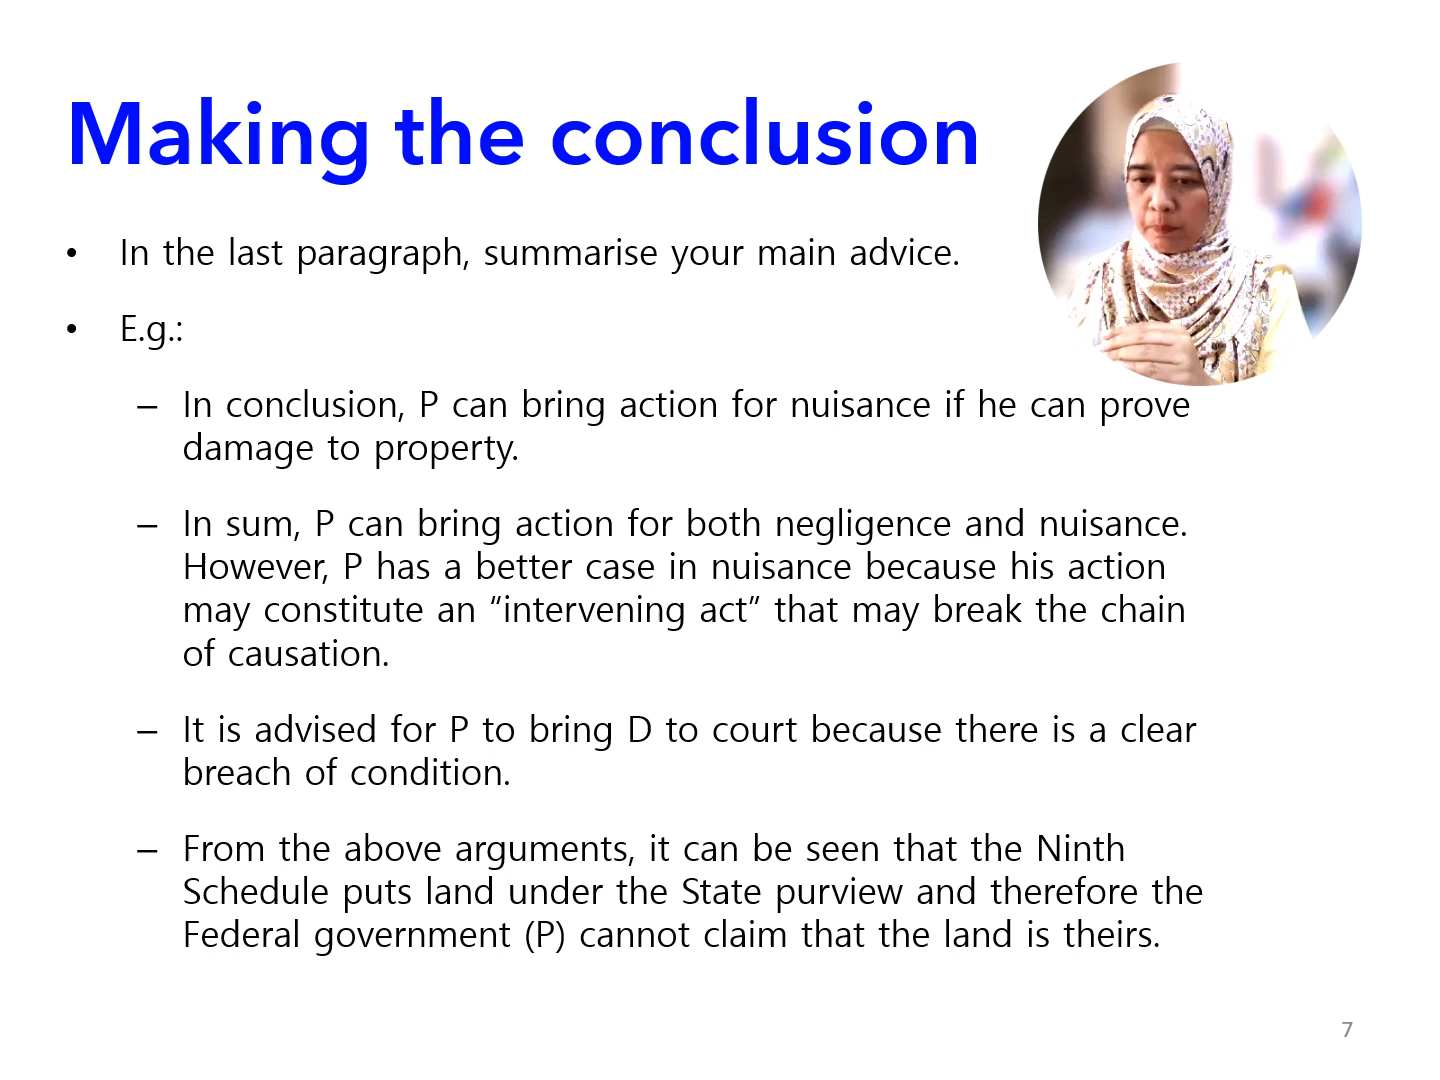 Making the conclusion
• In the last paragraph, summarise your main advice.
• E.g.:
– In conclusion, P can bring action for nuisance if he can prove
damage to property.
– In sum, P can bring action for both negligence and nuisance.
However, P has a better case in nuisance because his action
may constitute an “intervening act” that may break the chain
of causation.
– It is advised for P to bring D to court because there is a clear
breach of condition.
– From the above arguments, it can be seen that the Ninth
Schedule puts land under the State purview and therefore the
Federal government (P) cannot claim that the land is theirs.
7